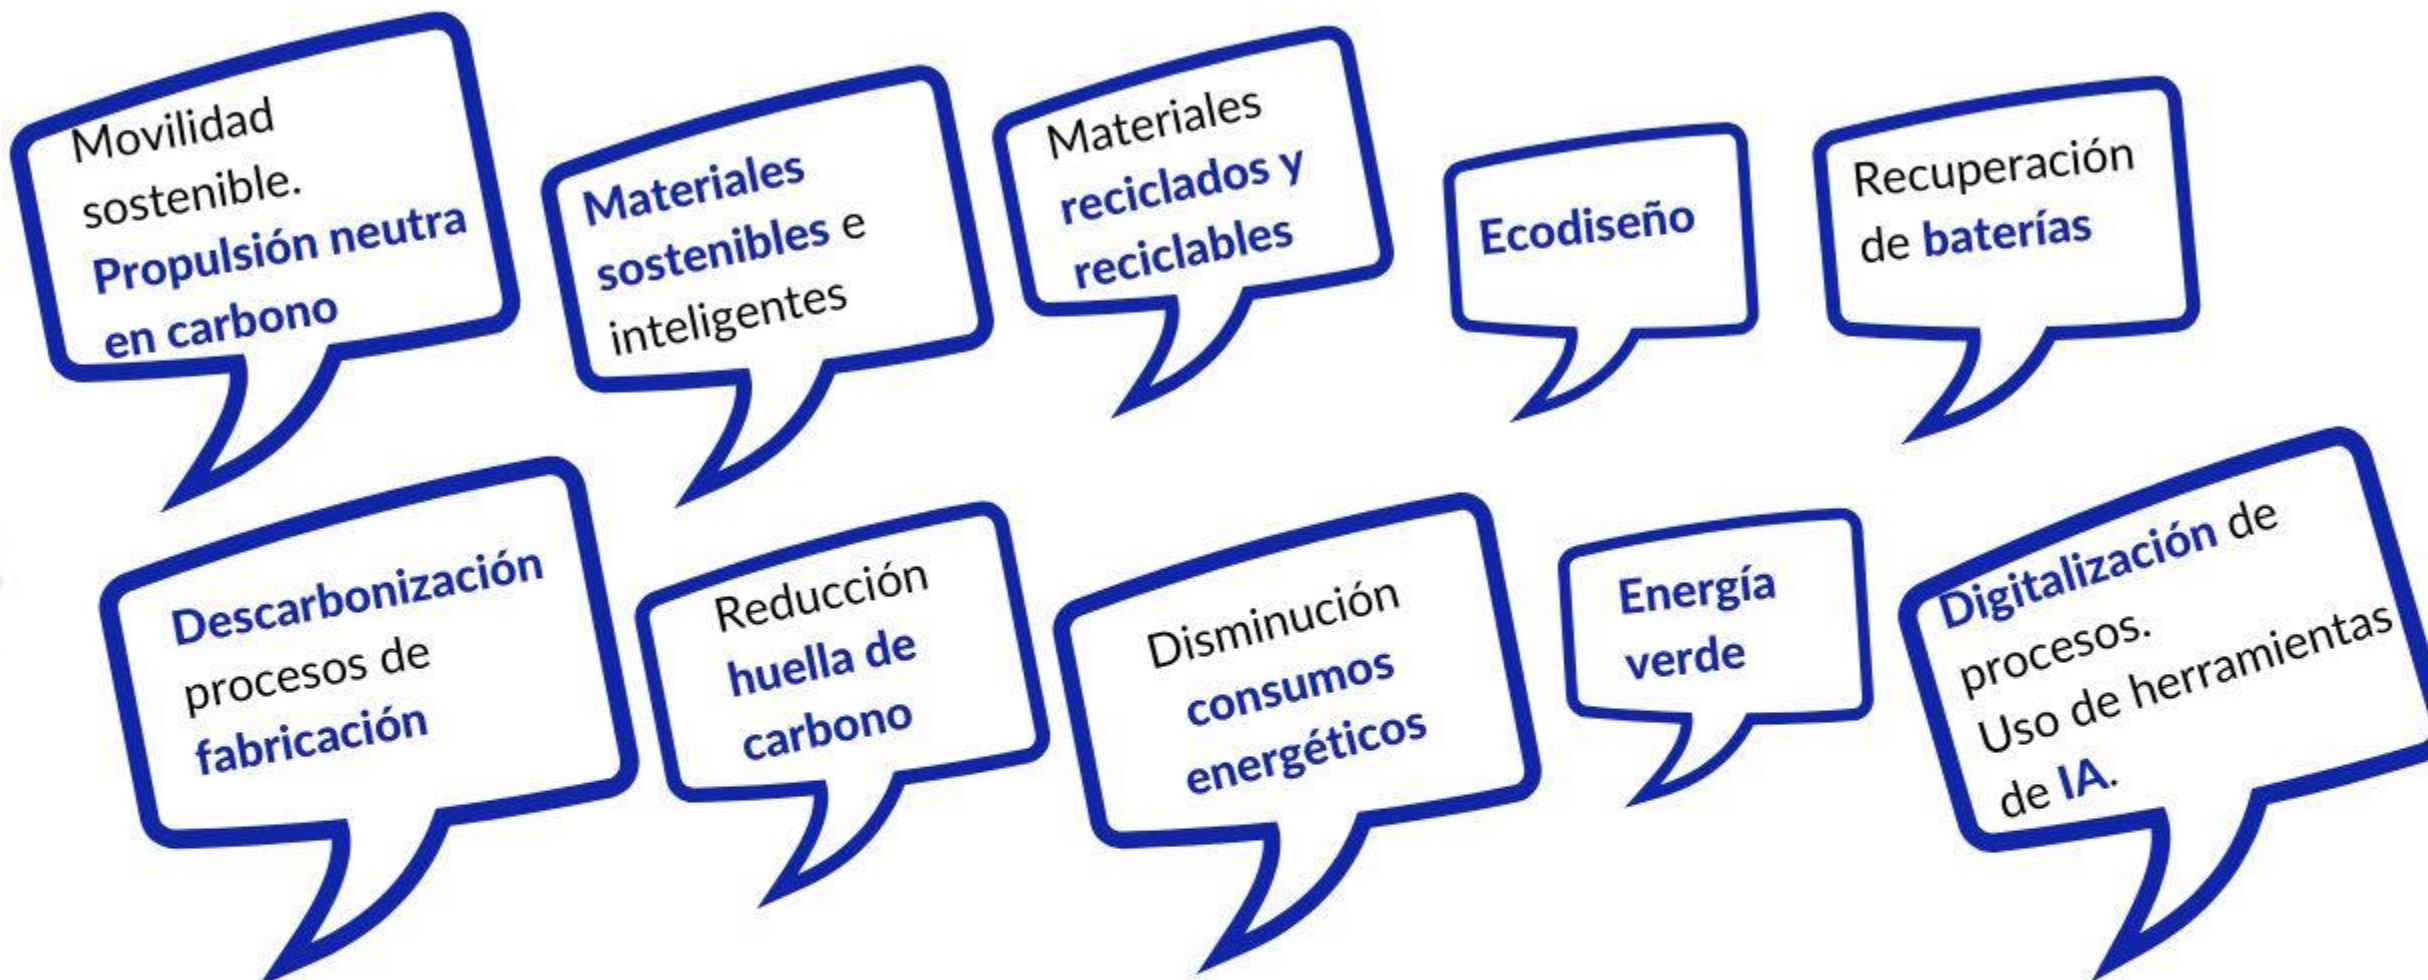 Movilidad
sostenible.
Propulsión neutra
en carbono
Materiales
sostenibles e
inteligentes
Materiales
reciclados y
reciclables
Ecodiseño
Recuperación
de baterías
Descarbonización
procesos de
fabricación
Reducción
huella de
carbono
Disminución
consumos
energéticos
Energía
verde
Digitalización de
procesos.
Uso de herramientas
de IA.